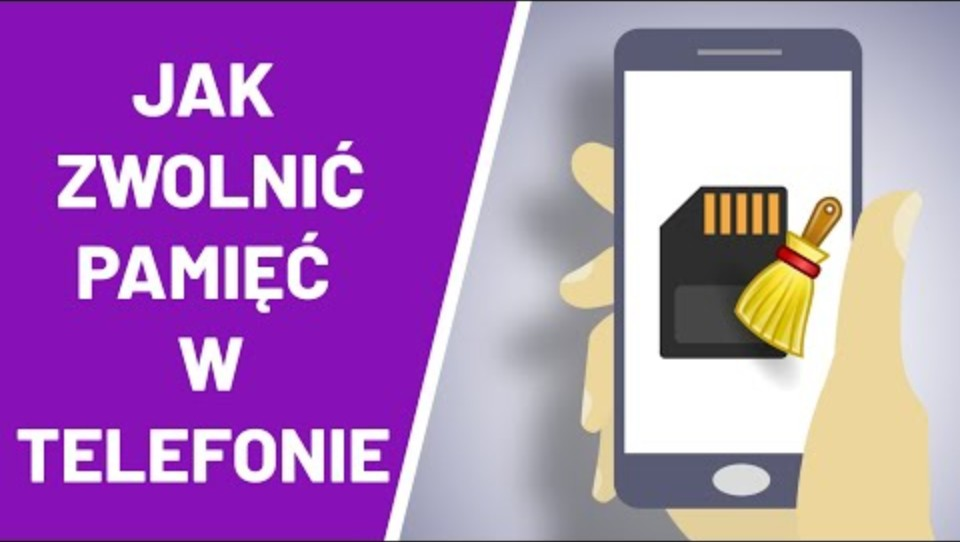 JAK
ZWOLNIĆ
PAMIĘĆ
W
TELEFONIE